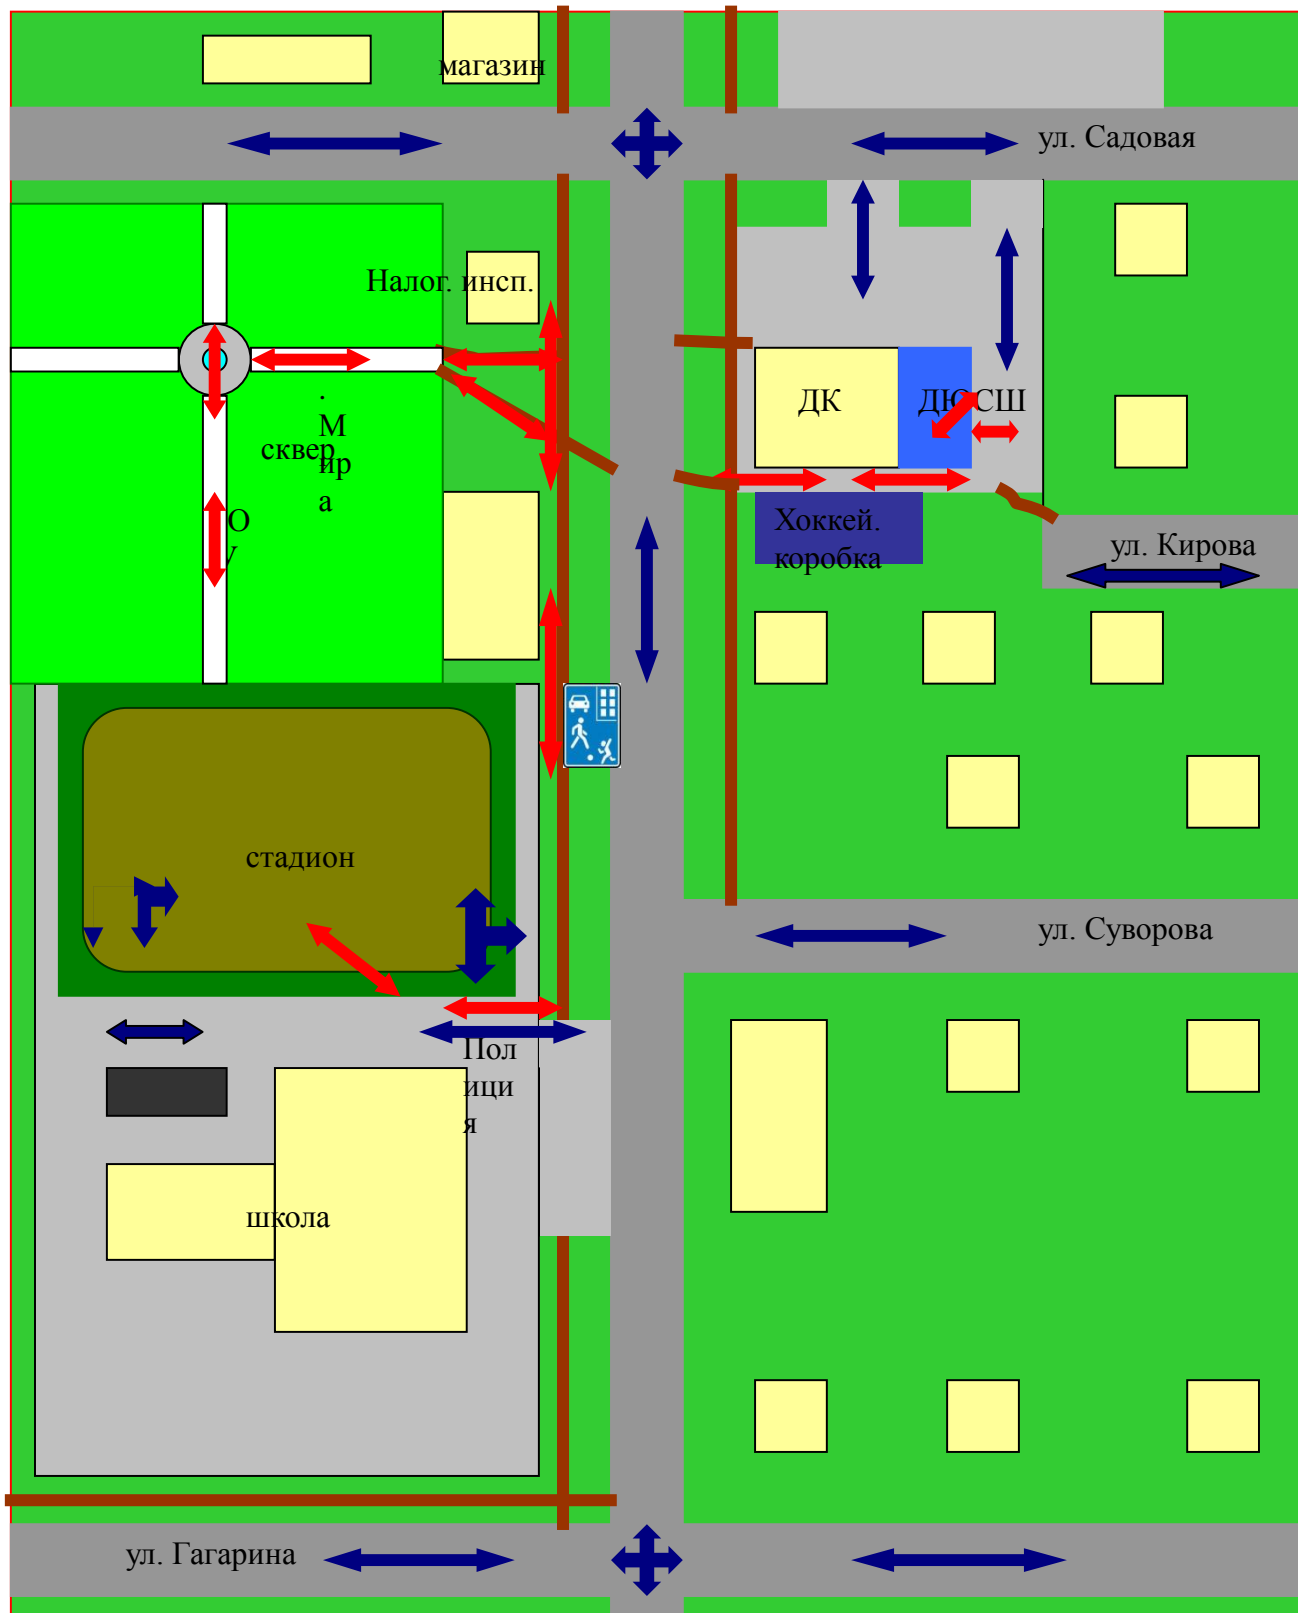 магазин
ул. Садовая
Налог. инсп.
ДК
ДЮСШ
.
М
ир
а
сквер
О
У
Хоккей.
коробка
ул. Кирова
стадион
ул. Суворова
Пол
ици
я
школа
ул. Гагарина